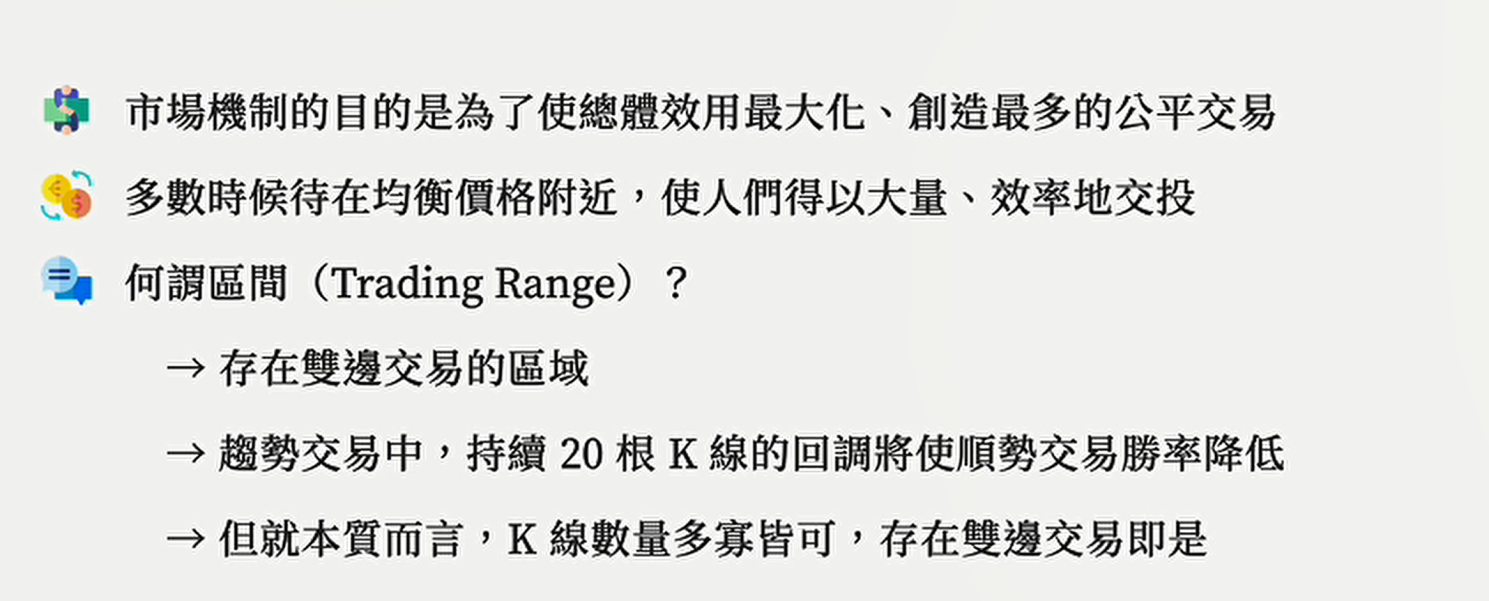 市場機制的目的是為了使總體效用最大化、創造最多的公平交易
多數時候待在均衡價格附近，使人們得以大量、效率地交投
何謂區間（Trading Range）？
→ 存在雙邊交易的區域
→ 趨勢交易中，持續 20 根 K 線的回調將使順勢交易勝率降低
→ 但就本質而言，K 線數量多寡皆可，存在雙邊交易即是